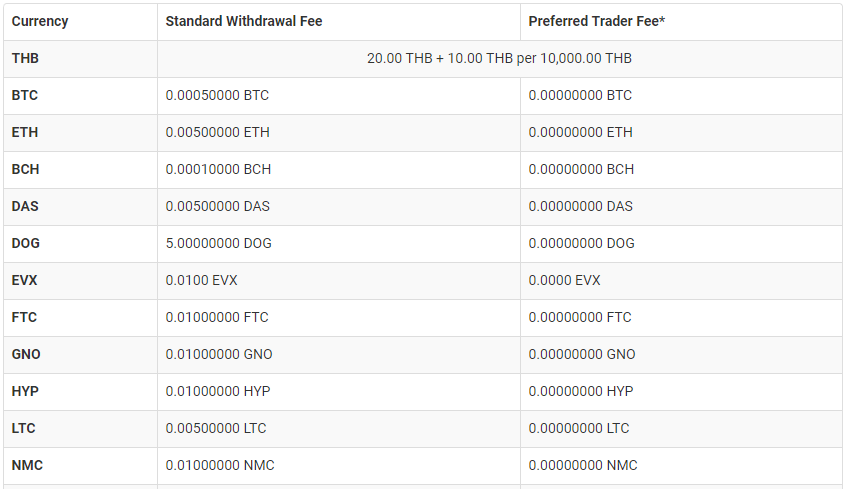 Currency Standard Withdrawal Fee Preferred Trader Fee*
THB 20.00 THB + 10.00 THB per 10,000.00 THB
BTC 0.00050000 BTC 0.00000000 BTC
ETH 0.00500000 ETH 0.00000000 ETH
BCH 0.00010000 BCH 0.00000000 BCH
DAS 0.00500000 DAS 0.00000000 DAS
DOG 5.00000000 DOG 0.00000000 DOG
EVX 0.0100 EVX 0.0000 EVX
FTC 0.01000000 FTC 0.00000000 FTC
GNO 0.01000000 GNO 0.00000000 GNO
HYP 0.01000000 HYP 0.00000000 HYP
LTC 0.00500000 LTC 0.00000000 LTC
NMC 0.01000000 NMC 0.00000000 NMC